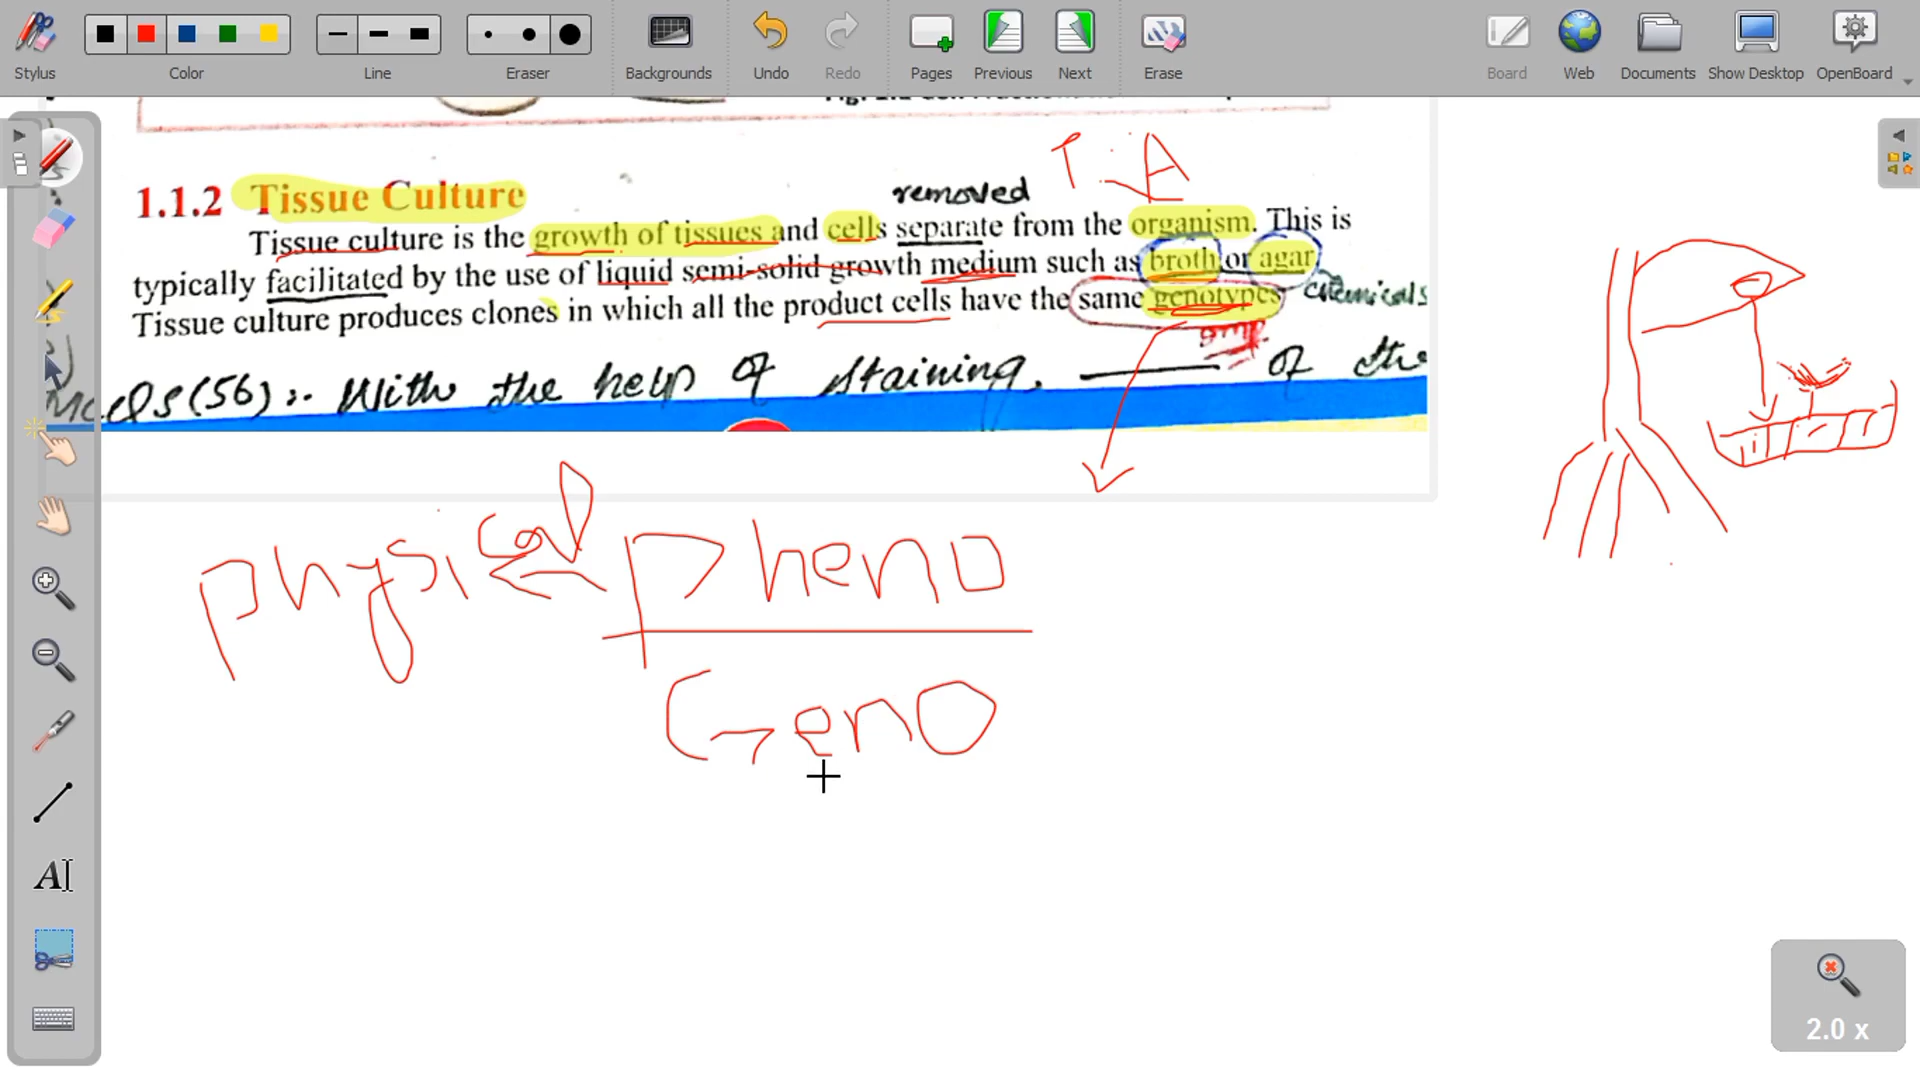 Stylus Color Line Eraser Backgrounds Undo Redo Pages Previous Next Erase Board Web Documents Show Desktop OpenBoard
T.A
1.1.2 Tissue Culture
removed
Tissue culture is the growth of tissues and cells separate from the organism. This is
typically facilitated by the use of liquid semi-solid growth medium such as broth or agar.
chemicals
Tissue culture produces clones in which all the product cells have the same genotypes
imp
McQs(56):. With the help of staining, ______ of the
Physical Pheno
Geno
2.0 x